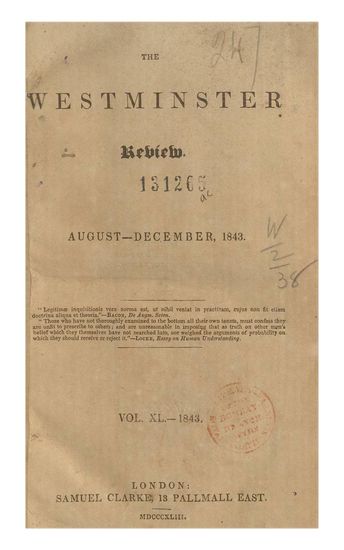 THE
24
WESTMINSTER
Review.
131265
AUGUST—DECEMBER, 1843.
W
2
38
"Legitimæ inquisitionis vera norma est, ut nihil veniat in practicam, cujus non fit etiam
doctrina aliqua et theoria."—BACON, De Augm. Scien.
"Those who have not thoroughly examined to the bottom all their own tenets, must confess they
are unfit to prescribe to others; and are unreasonable in imposing that as truth on other men's
belief which they themselves have not searched into, nor weighed the arguments of probability on
which they should receive or reject it."—LOCKE, Essay on Human Understanding.
VOL. XL.—1843.
BOMBAY
BRANCH
LONDON:
SAMUEL CLARKE, 13 PALLMALL EAST.
MDCCCXLIII.